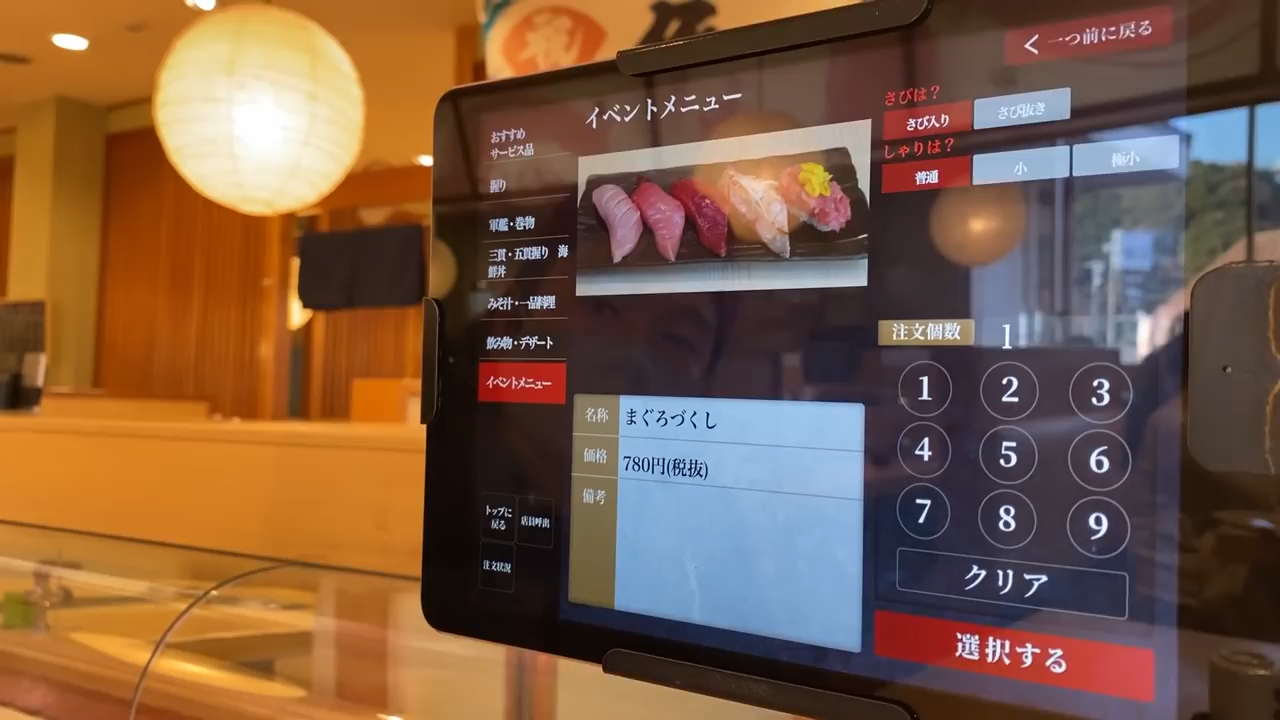 一つ前に戻る
イベントメニュー
おすすめ
サービス品
握り
軍艦・巻物
三貫・五貫握り 海
鮮丼
みそ汁・一品料理
飲み物・デザート
イベントメニュー
トップに
戻る
店員呼出
注文状況
さびは？
さび入り
さび抜き
しゃりは？
普通
小
極小
名称
まぐろづくし
価格
780円(税抜)
備考
注文個数
1
1
2
3
4
5
6
7
8
9
クリア
選択する